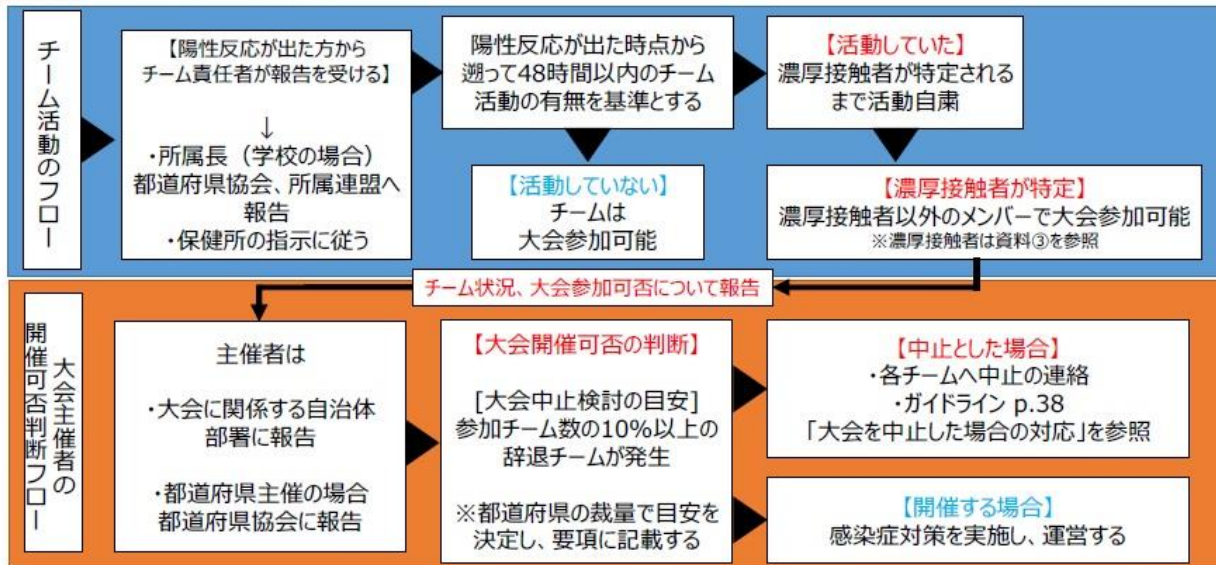 チーム活動のフロー
【陽性反応が出た方から
チーム責任者が報告を受ける】
↓
・所属長（学校の場合）
都道府県協会、所属連盟へ
報告
・保健所の指示に従う
陽性反応が出た時点から
遡って48時間以内のチーム
活動の有無を基準とする
【活動していた】
濃厚接触者が特定される
まで活動自粛
【活動していない】
チームは
大会参加可能
【濃厚接触者が特定】
濃厚接触者以外のメンバーで大会参加可能
※濃厚接触者は資料③を参照
チーム状況、大会参加可否について報告
大会主催者の
開催可否判断フロー
主催者は
・大会に関係する自治体
部署に報告
・都道府県主催の場合
都道府県協会に報告
【大会開催可否の判断】
[大会中止検討の目安]
参加チーム数の10%以上の
辞退チームが発生
※都道府県の裁量で目安を
決定し、要項に記載する
【中止とした場合】
・各チームへ中止の連絡
・ガイドライン p.38
「大会を中止した場合の対応」を参照
【開催する場合】
感染症対策を実施し、運営する